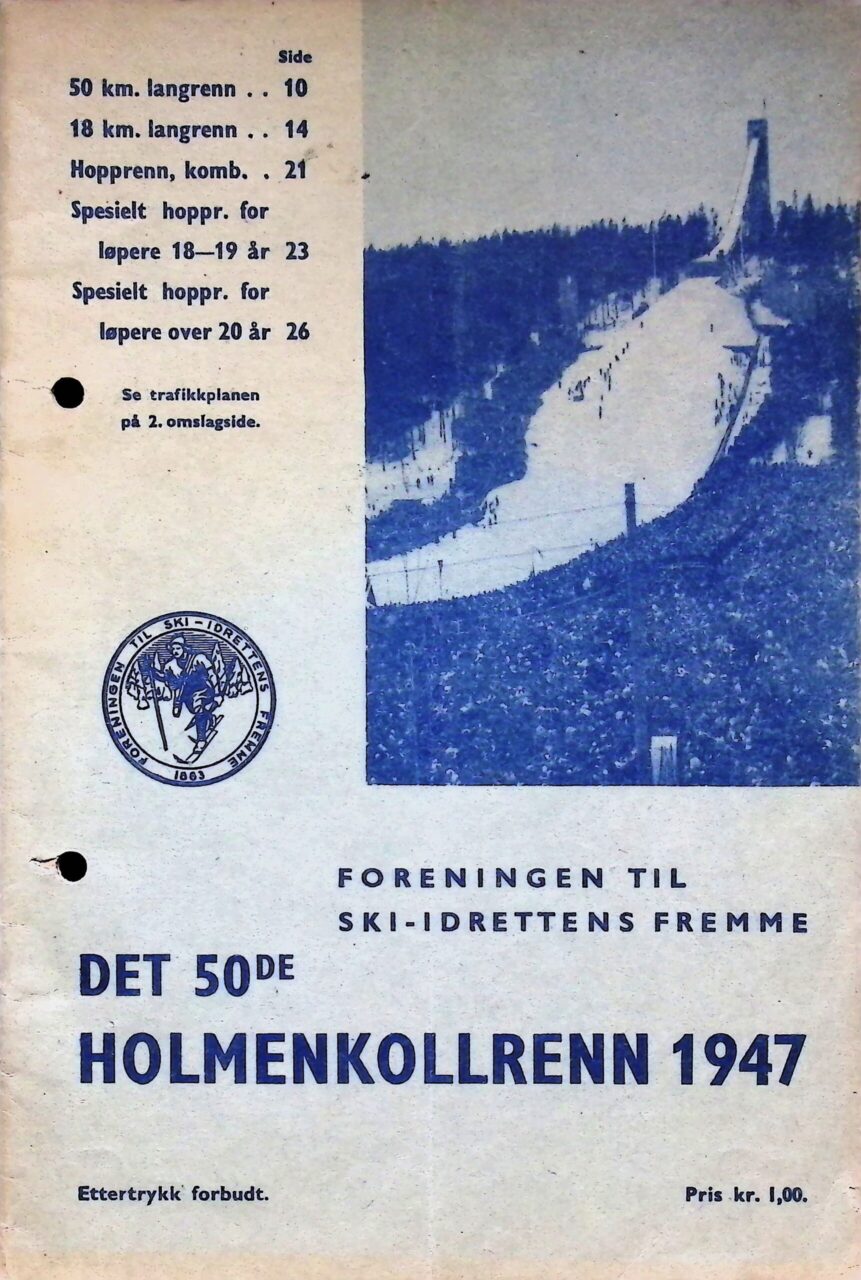 Side
50 km. langrenn . . 10
18 km. langrenn . . 14
Hopprenn, komb. . 21
Spesielt hoppr. for
løpere 18—19 år 23
Spesielt hoppr. for
løpere over 20 år 26
Se trafikkplanen
på 2. omslagside.
FORENINGEN TIL SKI-IDRETTENS FREMME
1883
FORENINGEN TIL
SKI-IDRETTENS FREMME
DET 50DE
HOLMENKOLLRENN 1947
Ettertrykk forbudt.
Pris kr. 1,00.